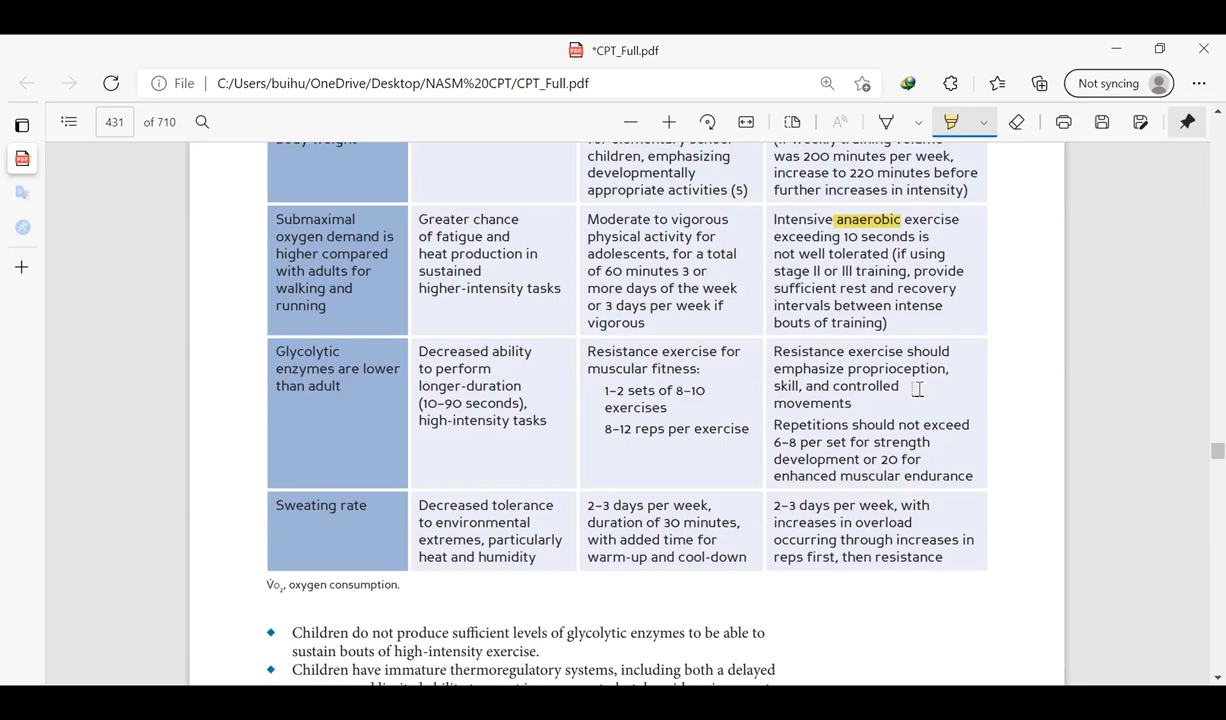 *CPT_Full.pdf
File
C:/Users/buihu/OneDrive/Desktop/NASM%20CPT/CPT_Full.pdf
Not syncing
431 of 710
children, emphasizing
developmentally
appropriate activities (5)
was 200 minutes per week,
increase to 220 minutes before
further increases in intensity)
Submaximal
oxygen demand is
higher compared
with adults for
walking and
running
Greater chance
of fatigue and
heat production in
sustained
higher-intensity tasks
Moderate to vigorous
physical activity for
adolescents, for a total
of 60 minutes 3 or
more days of the week
or 3 days per week if
vigorous
Intensive anaerobic exercise
exceeding 10 seconds is
not well tolerated (if using
stage II or III training, provide
sufficient rest and recovery
intervals between intense
bouts of training)
Glycolytic
enzymes are lower
than adult
Decreased ability
to perform
longer-duration
(10–90 seconds),
high-intensity tasks
Resistance exercise for
muscular fitness:
1–2 sets of 8–10
exercises
8–12 reps per exercise
Resistance exercise should
emphasize proprioception,
skill, and controlled
movements
Repetitions should not exceed
6–8 per set for strength
development or 20 for
enhanced muscular endurance
Sweating rate
Decreased tolerance
to environmental
extremes, particularly
heat and humidity
2–3 days per week,
duration of 30 minutes,
with added time for
warm-up and cool-down
2–3 days per week, with
increases in overload
occurring through increases in
reps first, then resistance
V̇o₂, oxygen consumption.
◆ Children do not produce sufficient levels of glycolytic enzymes to be able to
sustain bouts of high-intensity exercise.
◆ Children have immature thermoregulatory systems, including both a delayed